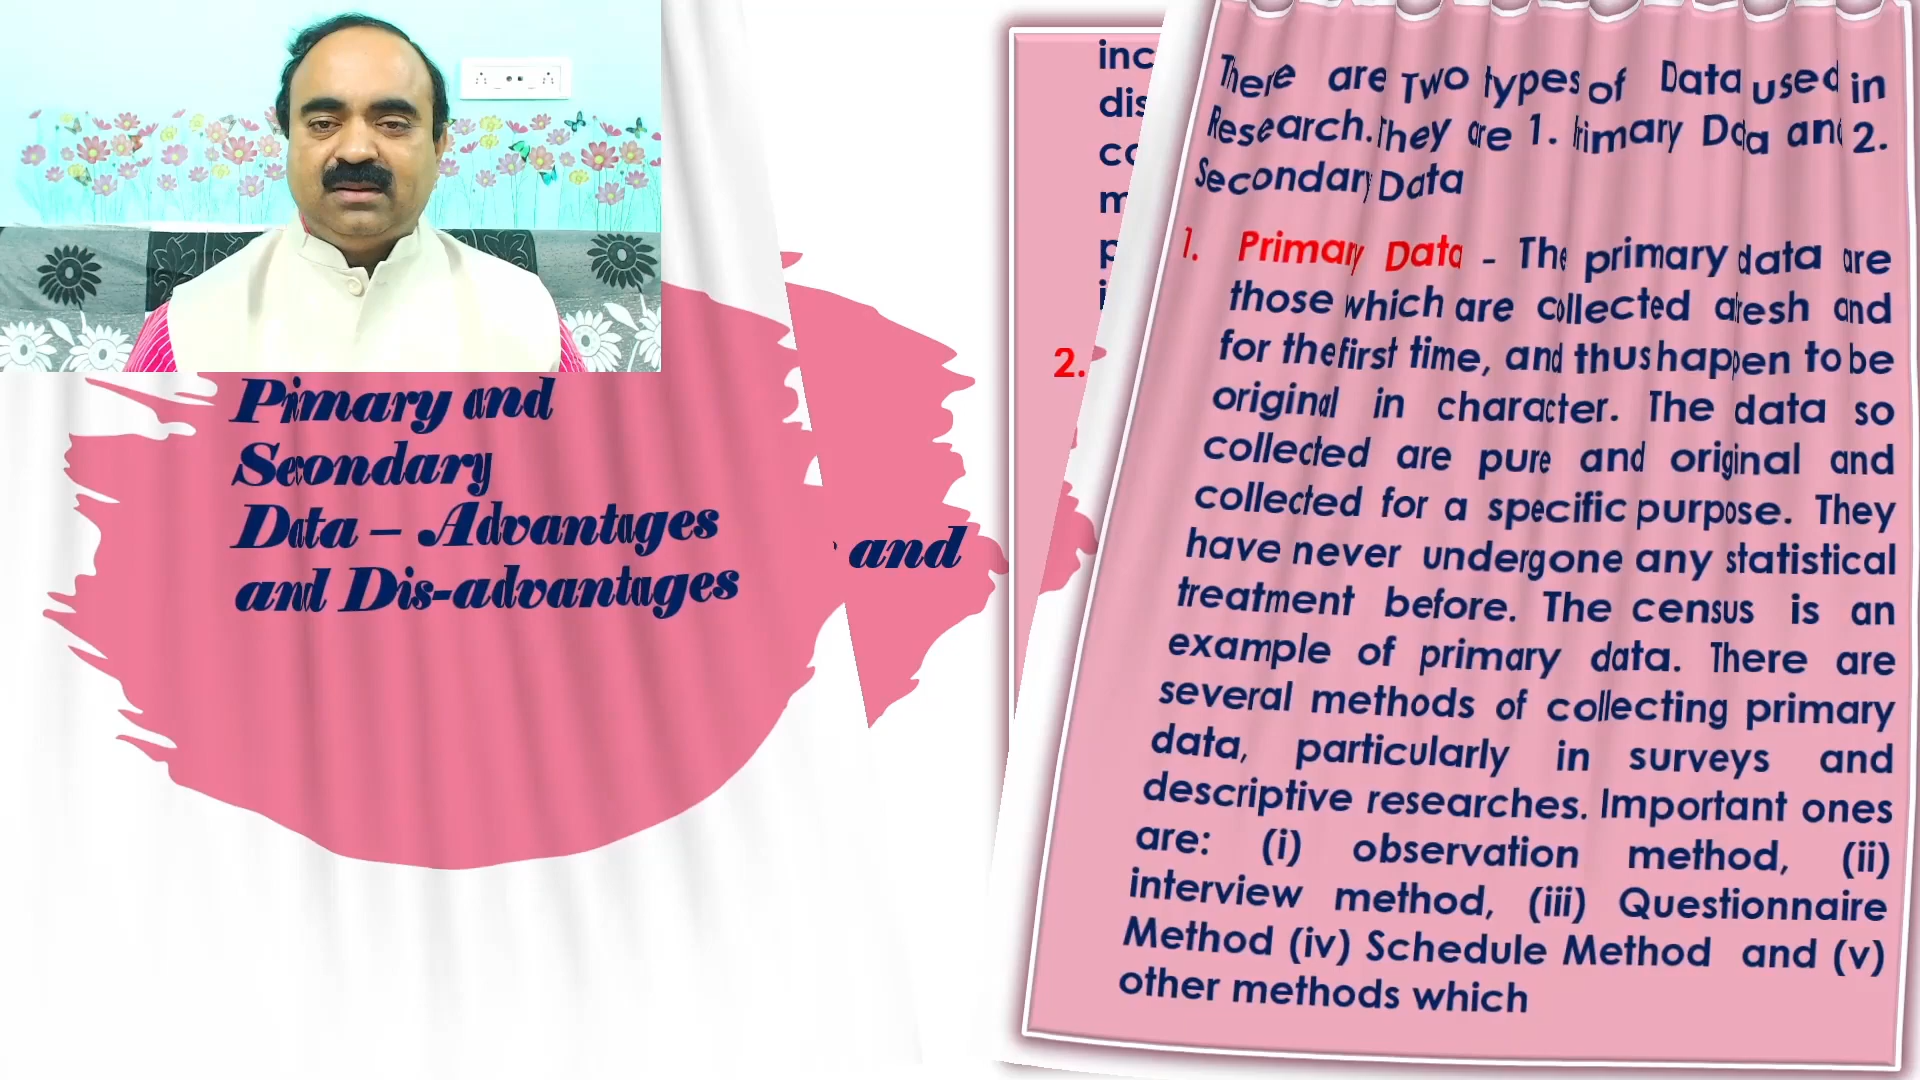 Primary and
Secondary
Data – Advantages
and Dis-advantages
and
2.
There are Two types of Data used in
Research. They are 1. Primary Data and 2.
Secondary Data
1. Primary Data - The primary data are
those which are collected afresh and
for the first time, and thus happen to be
original in character. The data so
collected are pure and original and
collected for a specific purpose. They
have never undergone any statistical
treatment before. The census is an
example of primary data. There are
several methods of collecting primary
data, particularly in surveys and
descriptive researches. Important ones
are: (i) observation method, (ii)
interview method, (iii) Questionnaire
Method (iv) Schedule Method and (v)
other methods which